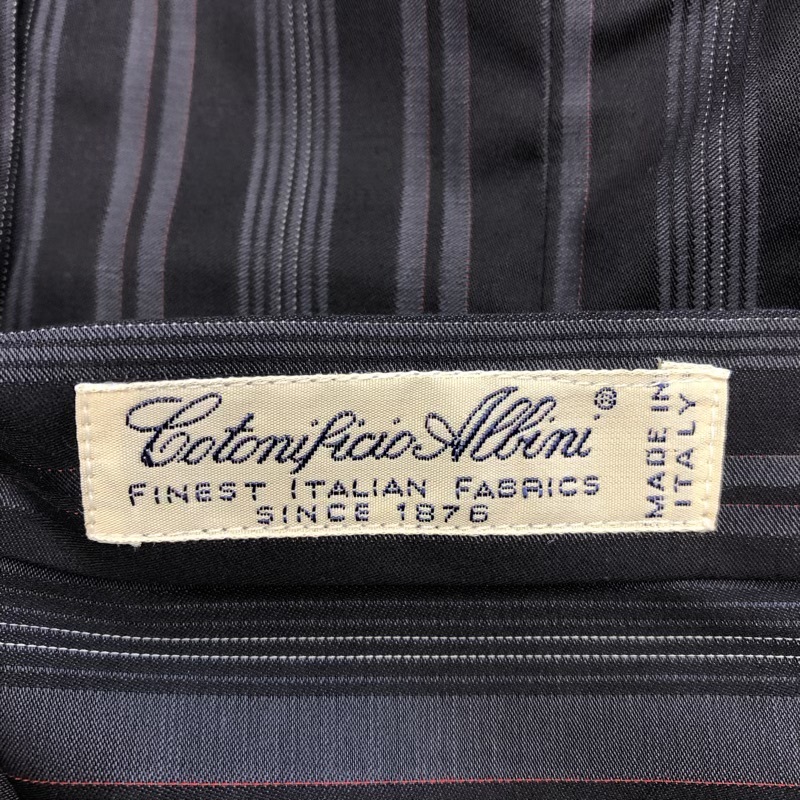 Cotonificio Albini ®
FINEST ITALIAN FABRICS
SINCE 1876
MADE IN
ITALY